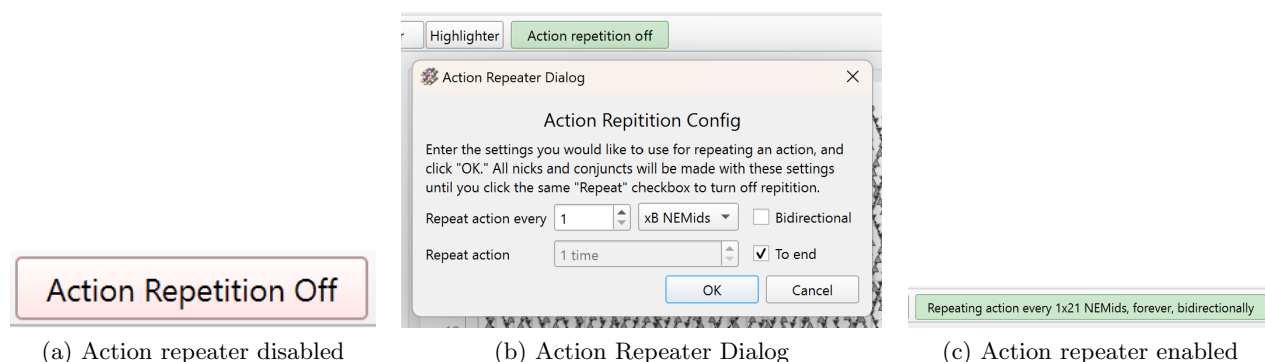 Action Repetition Off
(a) Action repeater disabled
Highlighter
Action repetition off
Action Repeater Dialog
Action Repitition Config
Enter the settings you would like to use for repeating an action, and
click "OK." All nicks and conjuncts will be made with these settings
until you click the same "Repeat" checkbox to turn off repitition.
Repeat action every 1 xB NEMids Bidirectional
Repeat action 1 time To end
OK Cancel
(b) Action Repeater Dialog
Repeating action every 1x21 NEMids, forever, bidirectionally
(c) Action repeater enabled